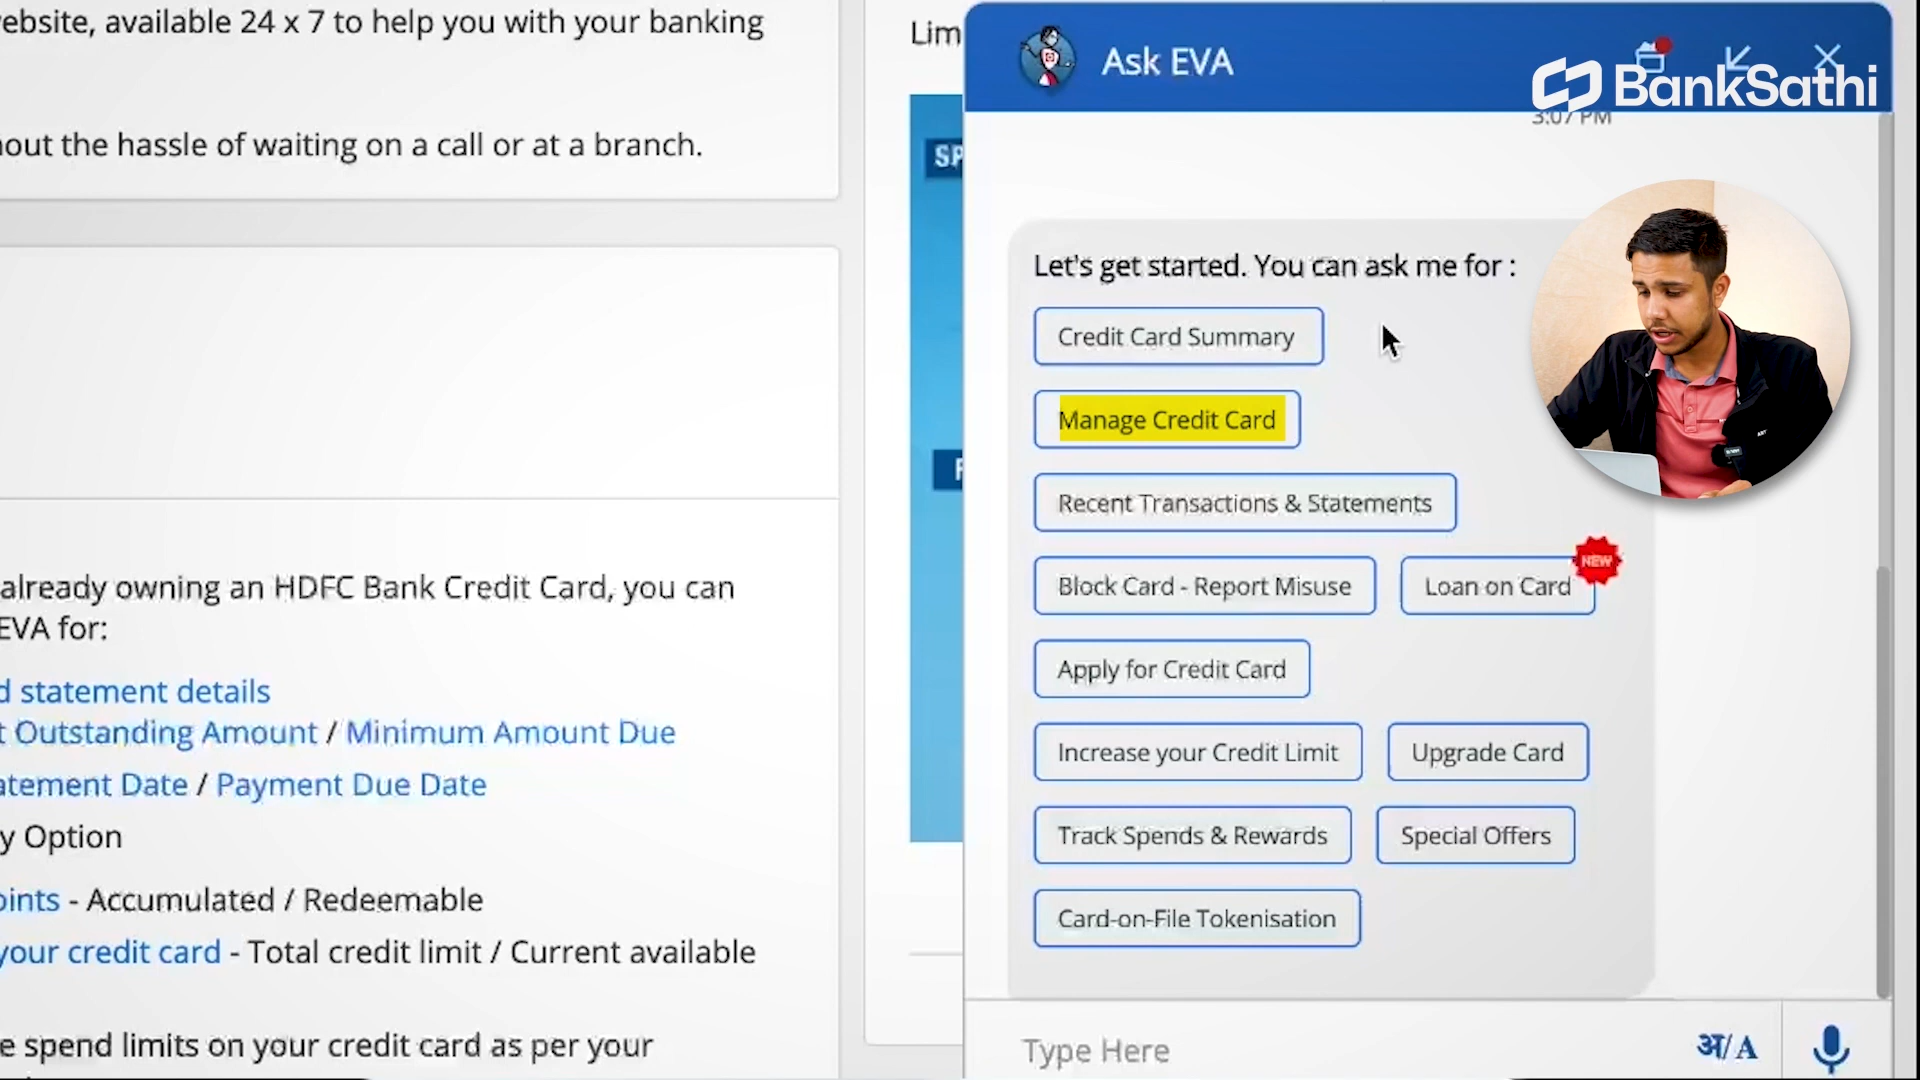 ebsite, available 24 x 7 to help you with your banking
out the hassle of waiting on a call or at a branch.
already owning an HDFC Bank Credit Card, you can
EVA for:
d statement details
t Outstanding Amount / Minimum Amount Due
atement Date / Payment Due Date
y Option
oints - Accumulated / Redeemable
your credit card - Total credit limit / Current available
e spend limits on your credit card as per your
Lim
SP
Ask EVA
BankSathi
3:07 PM
Let's get started. You can ask me for :
Credit Card Summary
Manage Credit Card
Recent Transactions & Statements
Block Card - Report Misuse
Loan on Card
NEW
Apply for Credit Card
Increase your Credit Limit
Upgrade Card
Track Spends & Rewards
Special Offers
Card-on-File Tokenisation
Type Here
अ/A